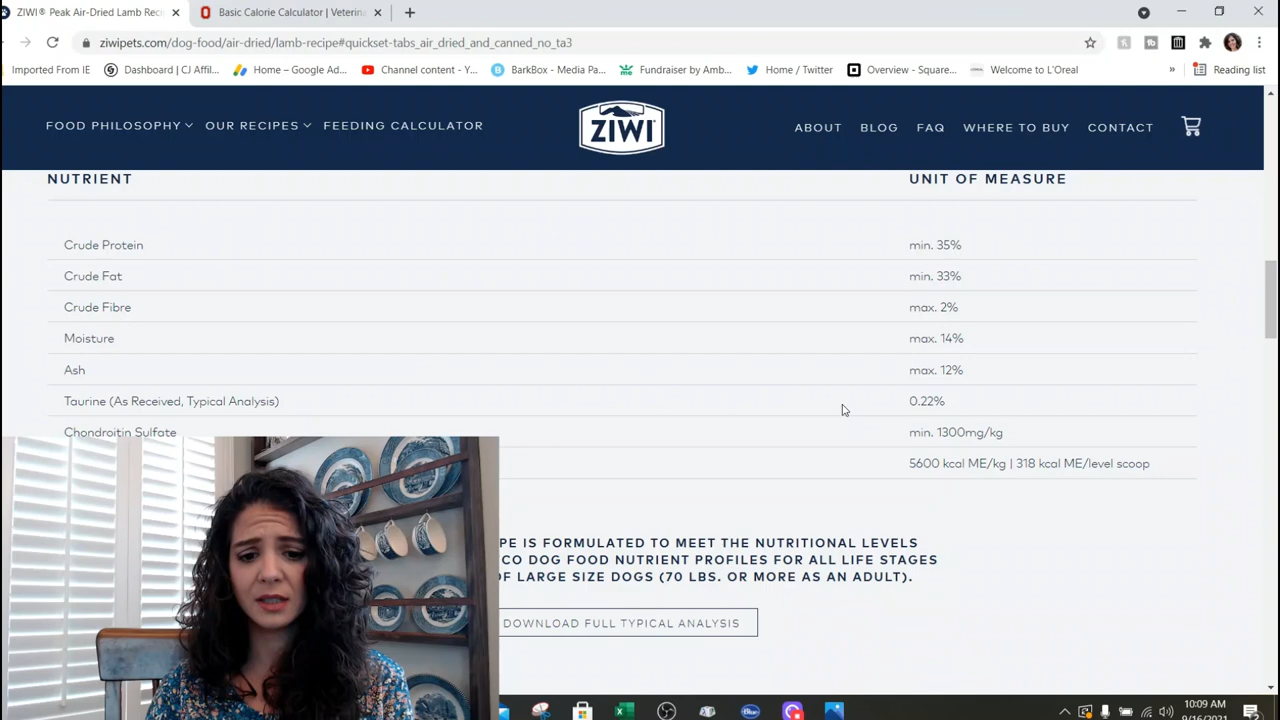 ZIWI® Peak Air-Dried Lamb Reci
Basic Calorie Calculator | Veterina
ziwipets.com/dog-food/air-dried/lamb-recipe#quickset-tabs_air_dried_and_canned_no_ta3
Imported From IE
Dashboard | CJ Affil...
Home – Google Ad...
Channel content - Y...
BarkBox - Media Pa...
Fundraiser by Amb...
Home / Twitter
Overview - Square...
Welcome to L'Oreal
»
Reading list
FOOD PHILOSOPHY
OUR RECIPES
FEEDING CALCULATOR
ZIWI
ABOUT
BLOG
FAQ
WHERE TO BUY
CONTACT
NUTRIENT UNIT OF MEASURE
Crude Protein min. 35%
Crude Fat min. 33%
Crude Fibre max. 2%
Moisture max. 14%
Ash max. 12%
Taurine (As Received, Typical Analysis) 0.22%
Chondroitin Sulfate min. 1300mg/kg
5600 kcal ME/kg | 318 kcal ME/level scoop
PE IS FORMULATED TO MEET THE NUTRITIONAL LEVELS
CO DOG FOOD NUTRIENT PROFILES FOR ALL LIFE STAGES
OF LARGE SIZE DOGS (70 LBS. OR MORE AS AN ADULT).
DOWNLOAD FULL TYPICAL ANALYSIS
Blue
10:09 AM
9/16/2021